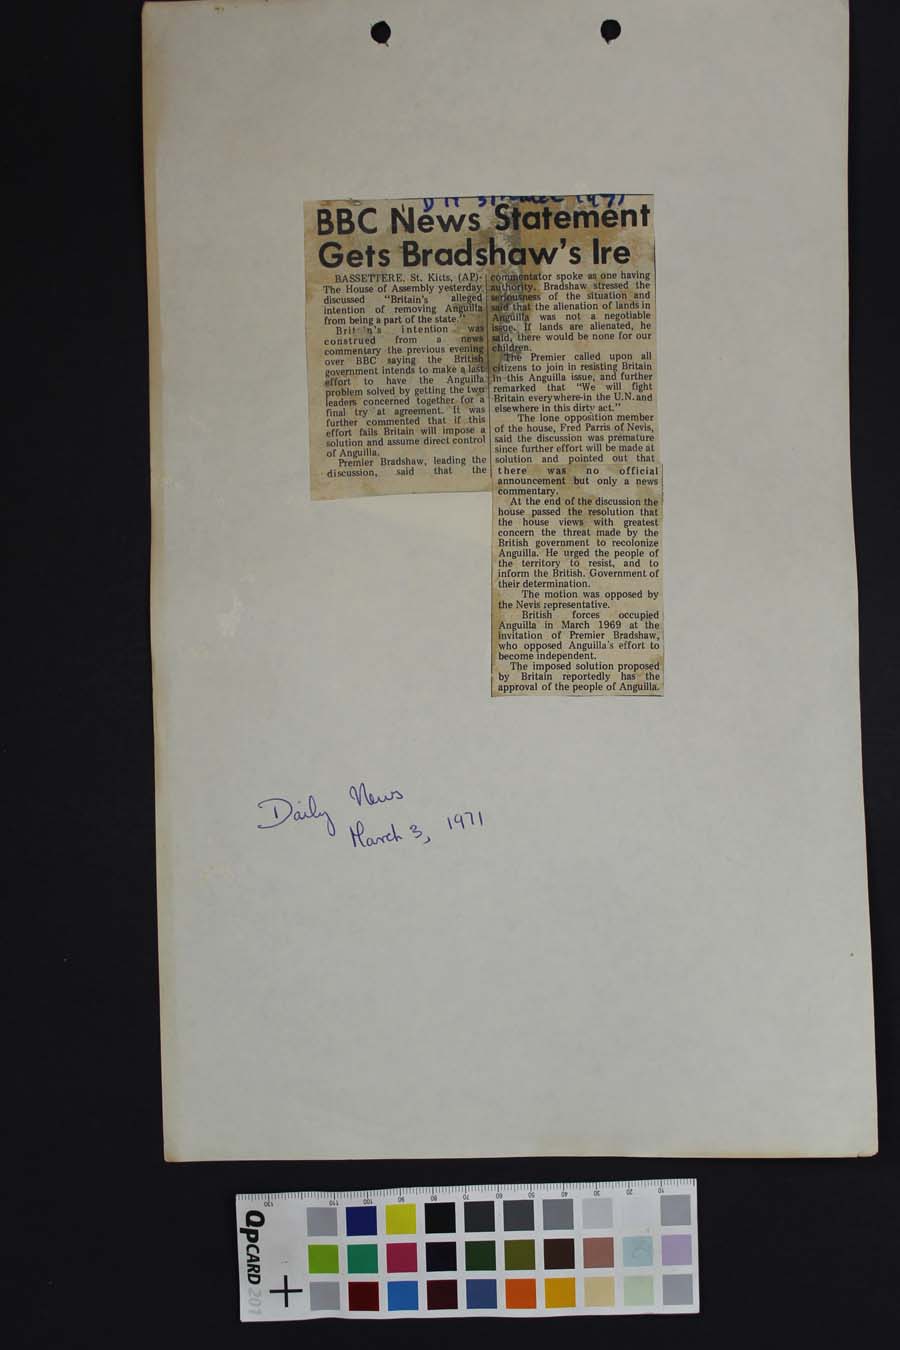 1971
BBC News Statement
Gets Bradshaw's Ire
BASSETTERE, St. Kitts, (AP)-
The House of Assembly yesterday
discussed "Britain's alleged
intention of removing Anguilla
from being a part of the state."
intention was
construed from a news
commentary the previous evening
over BBC saying the British
government intends to make a last
effort to have the Anguilla
problem solved by getting the two
leaders concerned together for a
final try at agreement. It was
further commented that if this
effort fails Britain will impose a
solution and assume direct control
of Anguilla.
Premier Bradshaw, leading the
discussion, said that the
commentator spoke as one having
authority. Bradshaw stressed the
seriousness of the situation and
said that the alienation of lands in
Anguilla was not a negotiable
issue. If lands are alienated, he
said, there would be none for our
children.
The Premier called upon all
citizens to join in resisting Britain
in this Anguilla issue, and further
remarked that "We will fight
Britain everywhere-in the U.N. and
elsewhere in this dirty act."
The lone opposition member
of the house, Fred Parris of Nevis,
said the discussion was premature
since further effort will be made at
solution and pointed out that
there was no official
announcement but only a news
commentary.
At the end of the discussion the
house passed the resolution that
the house views with greatest
concern the threat made by the
British government to recolonize
Anguilla. He urged the people of
the territory to resist, and to
inform the British. Government of
their determination.
The motion was opposed by
the Nevis representative.
British forces occupied
Anguilla in March 1969 at the
invitation of Premier Bradshaw,
who opposed Anguilla's effort to
become independent.
The imposed solution proposed
by Britain reportedly has the
approval of the people of Anguilla.
Daily News
March 3, 1971
130 110 100 90 80 70 60 50 40 30 20 10
QPCARD 201